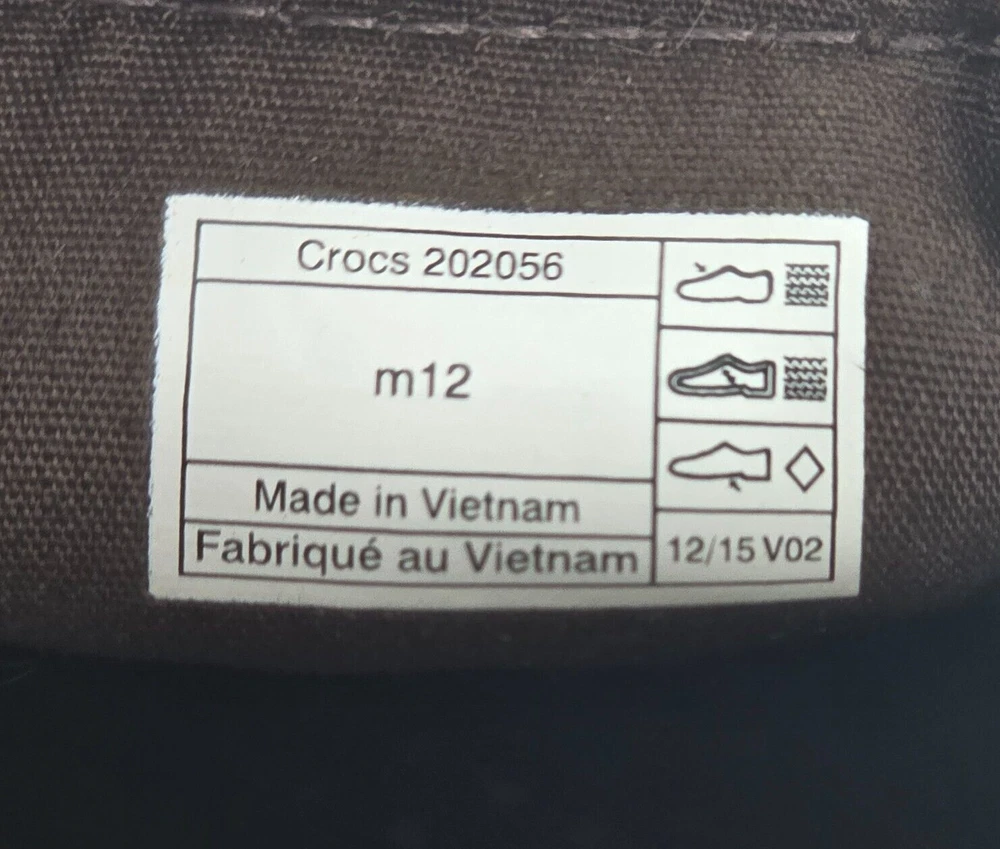 Crocs 202056
m12
Made in Vietnam
Fabriqué au Vietnam
12/15 V02